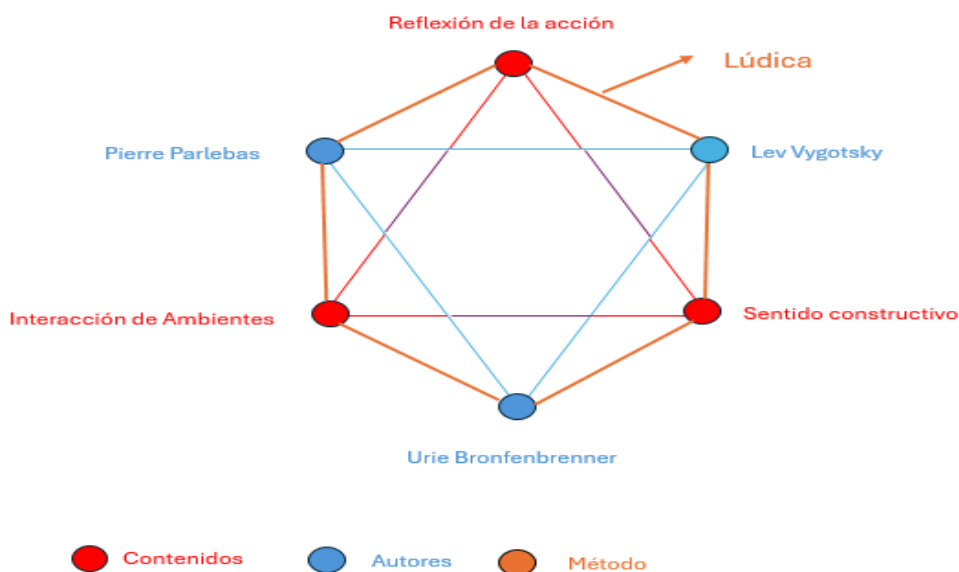 Reflexión de la acción
Lúdica
Pierre Parlebas
Lev Vygotsky
Interacción de Ambientes
Sentido constructivo
Urie Bronfenbrenner
Contenidos
Autores
Método